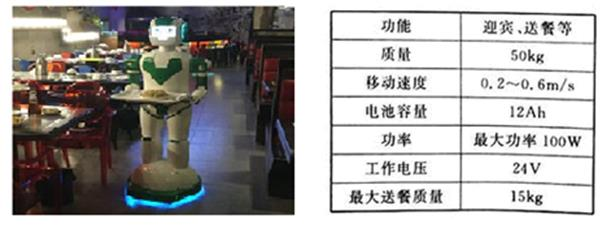 功能 迎宾、送餐等
质量 50kg
移动速度 0.2~0.6m/s
电池容量 12Ah
功率 最大功率100W
工作电压 24V
最大送餐质量 15kg